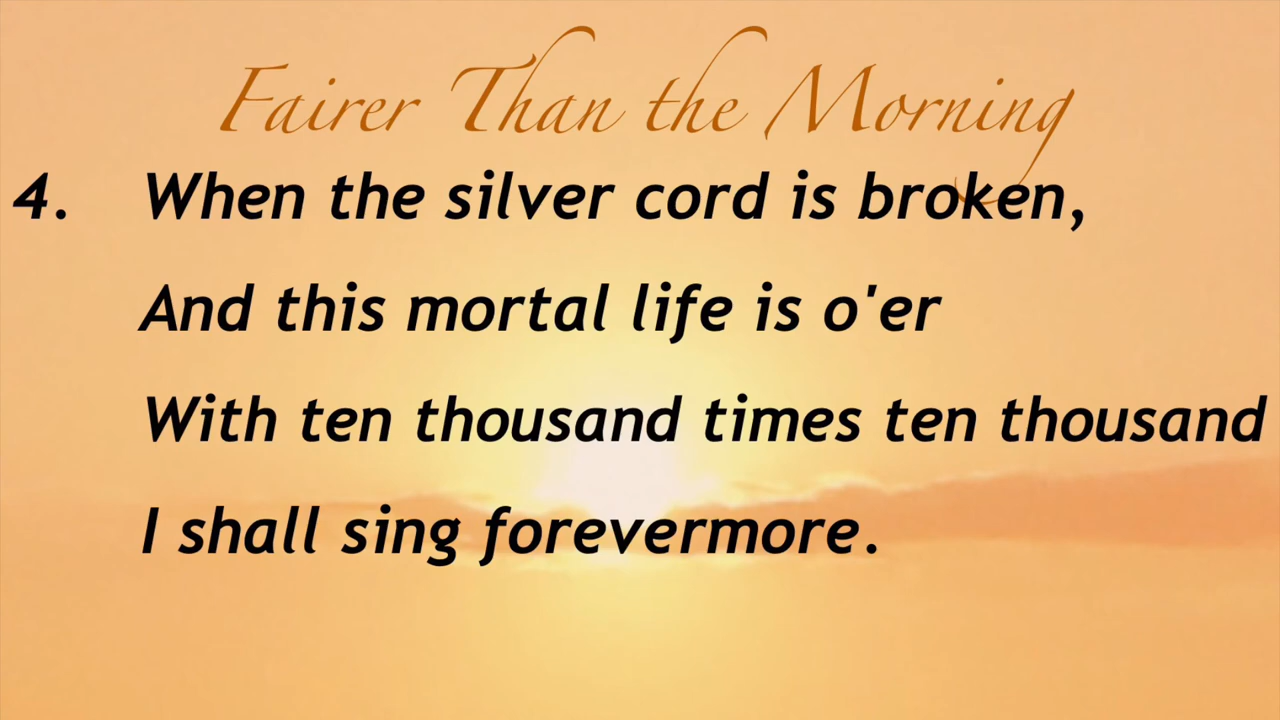 Fairer Than the Morning
4. When the silver cord is broken,
And this mortal life is o'er
With ten thousand times ten thousand
I shall sing forevermore.